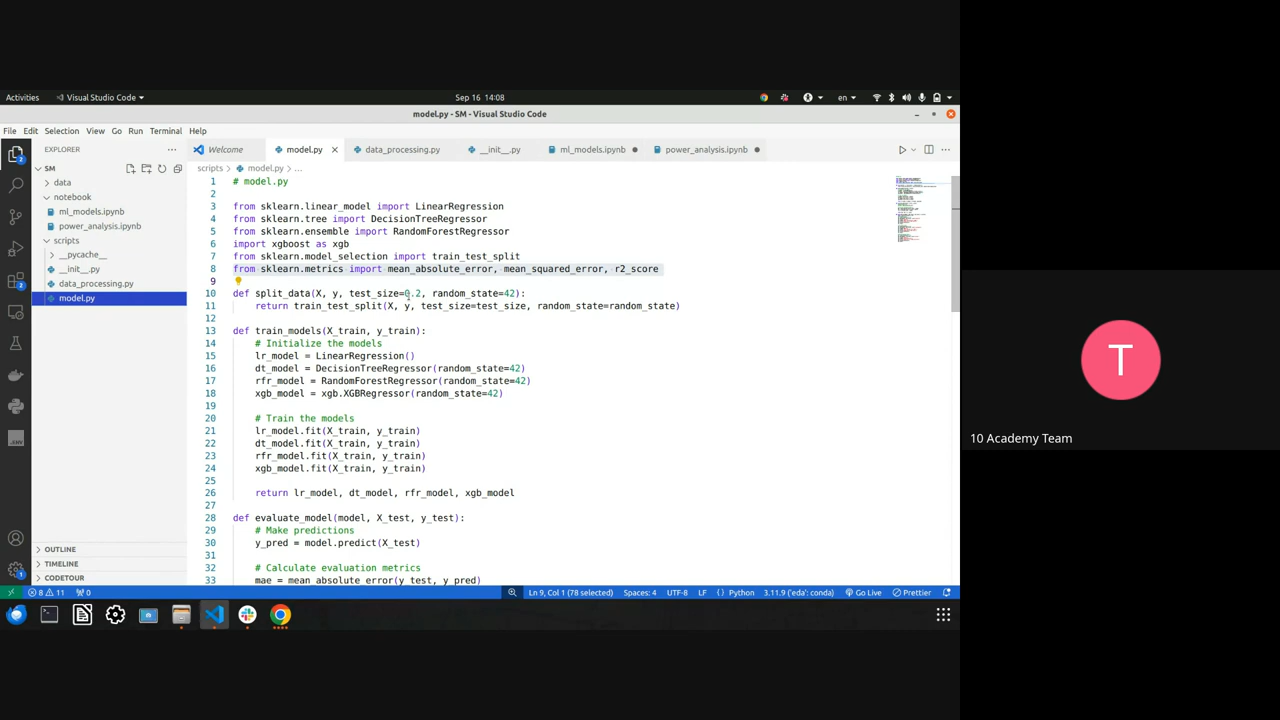 Activities
Visual Studio Code
Sep 16 14:08
en
model.py - SM - Visual Studio Code
File Edit Selection View Go Run Terminal Help
EXPLORER
Welcome
model.py
data_processing.py
__init__.py
ml_models.ipynb
power_analysis.ipynb
SM
data
notebook
ml_models.ipynb
power_analysis.ipynb
scripts
__pycache__
__init__.py
data_processing.py
model.py
OUTLINE
TIMELINE
CODETOUR
scripts > model.py > ...
1 # model.py
2
3 from sklearn.linear_model import LinearRegression
4 from sklearn.tree import DecisionTreeRegressor
5 from sklearn.ensemble import RandomForestRegressor
6 import xgboost as xgb
7 from sklearn.model_selection import train_test_split
8 from sklearn.metrics import mean_absolute_error, mean_squared_error, r2_score
9
10 def split_data(X, y, test_size=0.2, random_state=42):
11 return train_test_split(X, y, test_size=test_size, random_state=random_state)
12
13 def train_models(X_train, y_train):
14 # Initialize the models
15 lr_model = LinearRegression()
16 dt_model = DecisionTreeRegressor(random_state=42)
17 rfr_model = RandomForestRegressor(random_state=42)
18 xgb_model = xgb.XGBRegressor(random_state=42)
19
20 # Train the models
21 lr_model.fit(X_train, y_train)
22 dt_model.fit(X_train, y_train)
23 rfr_model.fit(X_train, y_train)
24 xgb_model.fit(X_train, y_train)
25
26 return lr_model, dt_model, rfr_model, xgb_model
27
28 def evaluate_model(model, X_test, y_test):
29 # Make predictions
30 y_pred = model.predict(X_test)
31
32 # Calculate evaluation metrics
33 mae = mean_absolute_error(y_test, y_pred)
8 11 0
Ln 9, Col 1 (78 selected) Spaces: 4 UTF-8 LF Python 3.11.9 ('eda': conda) Go Live Prettier
T
10 Academy Team